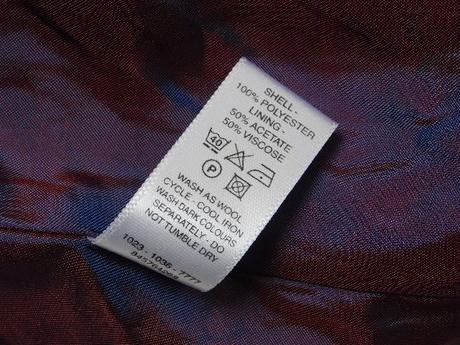 SHELL -
100% POLYESTER
LINING -
50% ACETATE
50% VISCOSE
40
P
WASH AS WOOL
CYCLE - COOL IRON
WASH DARK COLOURS
SEPARATELY - DO
NOT TUMBLE DRY
1023 - 1036 - 7777